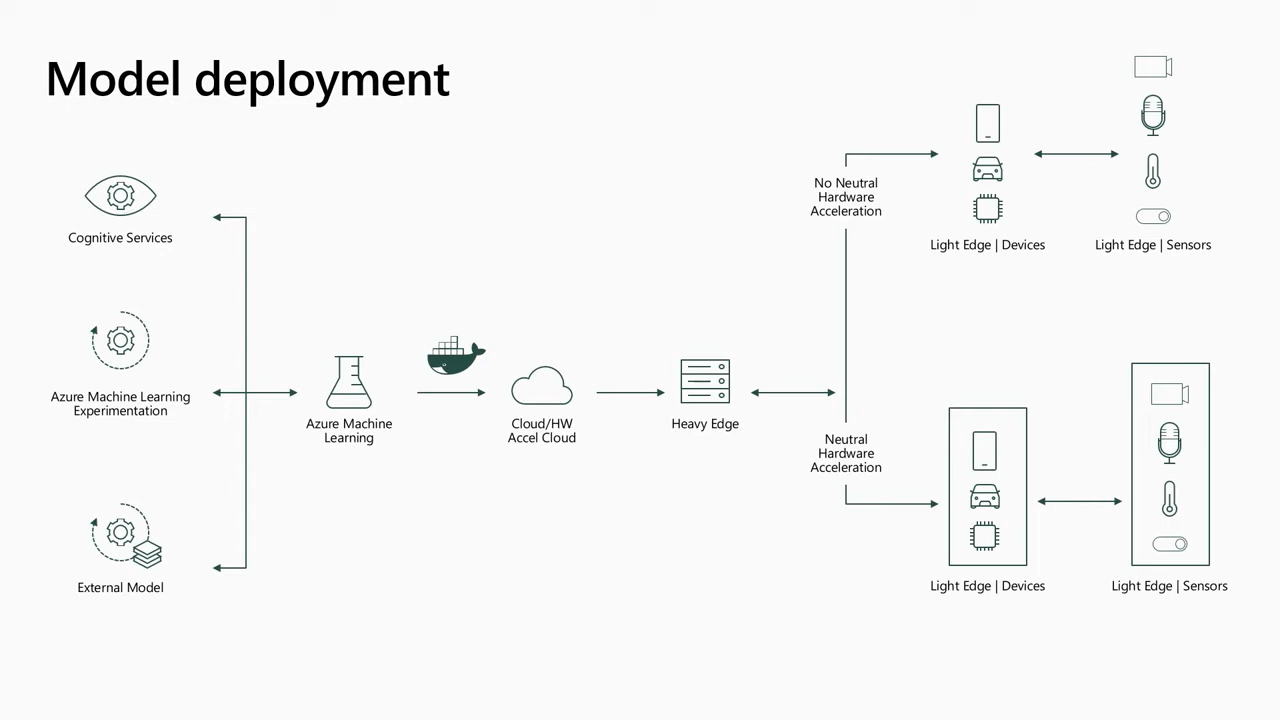 Model deployment
Cognitive Services
Azure Machine Learning
Experimentation
External Model
Azure Machine
Learning
Cloud/HW
Accel Cloud
Heavy Edge
No Neutral
Hardware
Acceleration
Neutral
Hardware
Acceleration
Light Edge | Devices
Light Edge | Sensors
Light Edge | Devices
Light Edge | Sensors